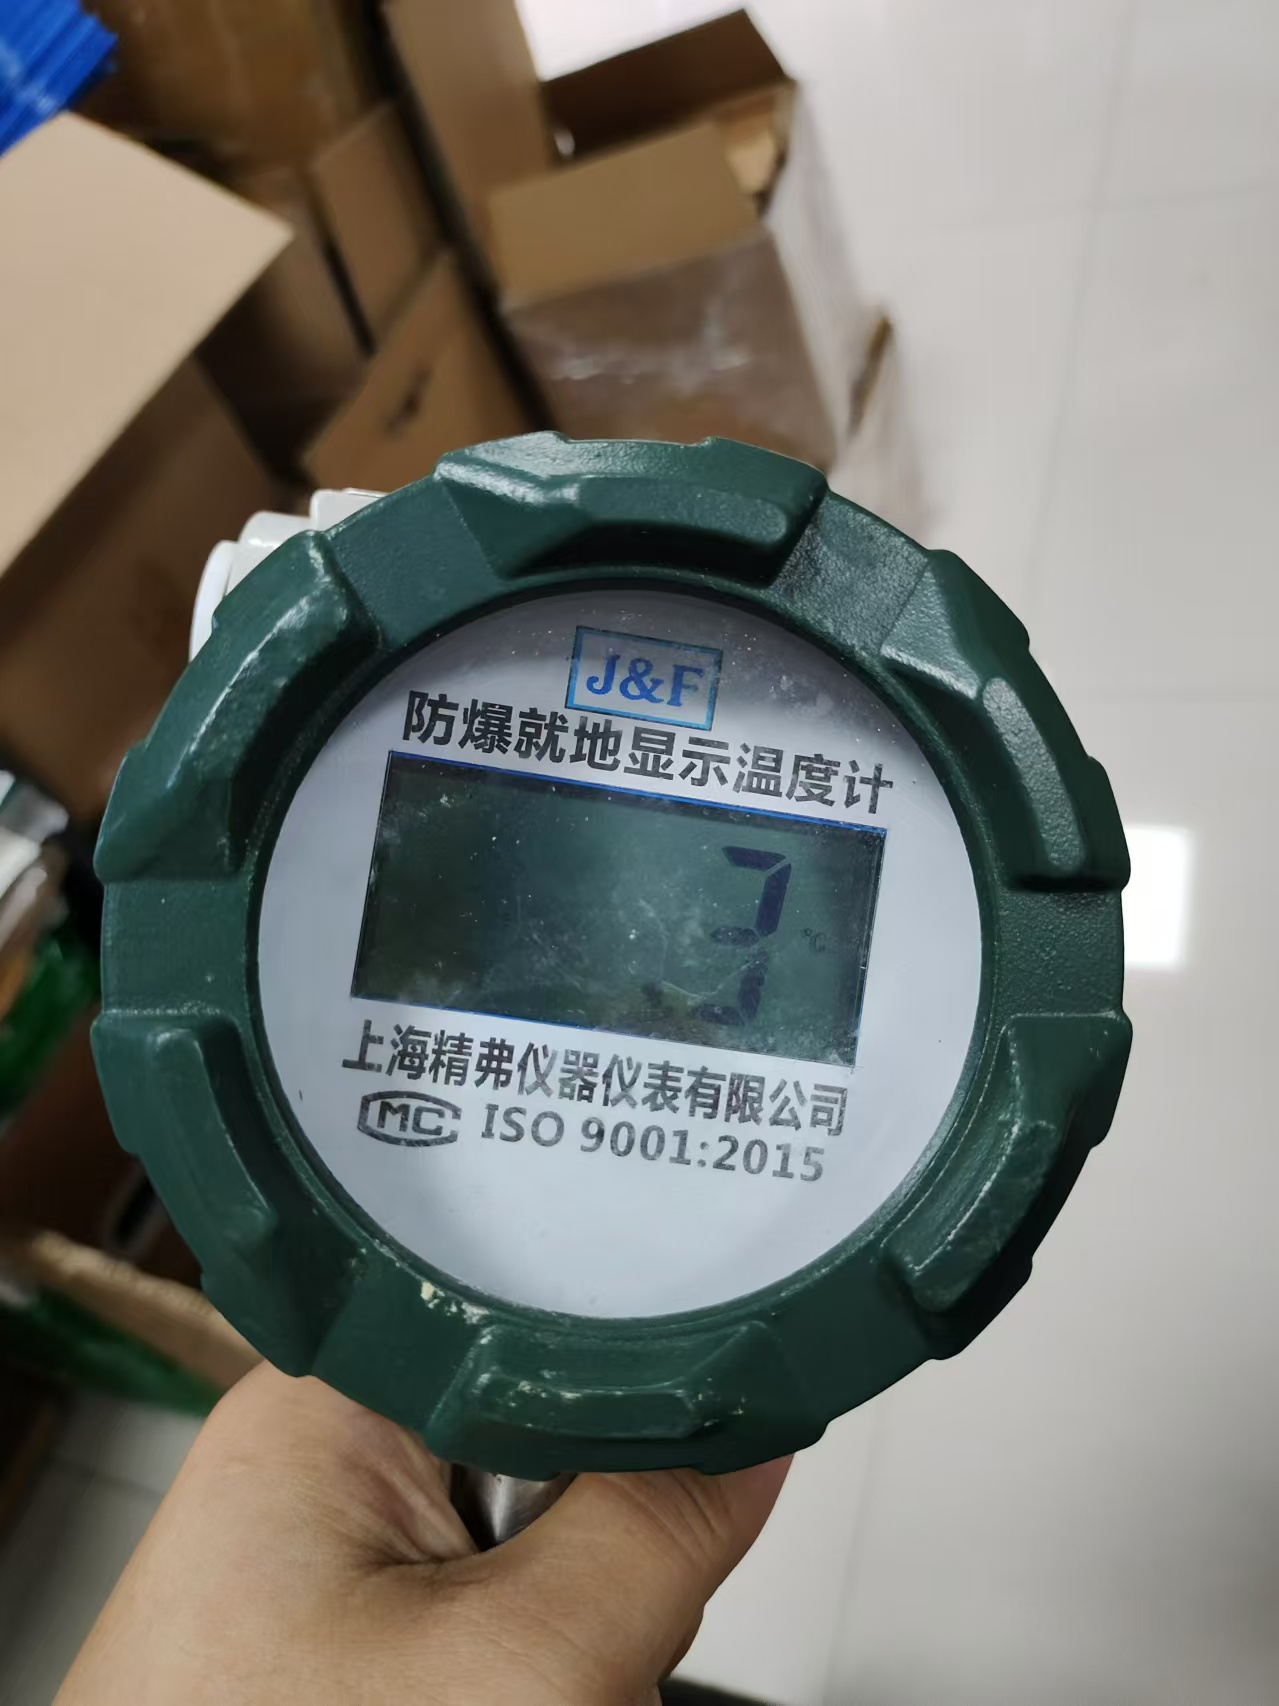 J&F
防爆就地显示温度计
.3 ℃
上海精弗仪器仪表有限公司
MC ISO 9001:2015